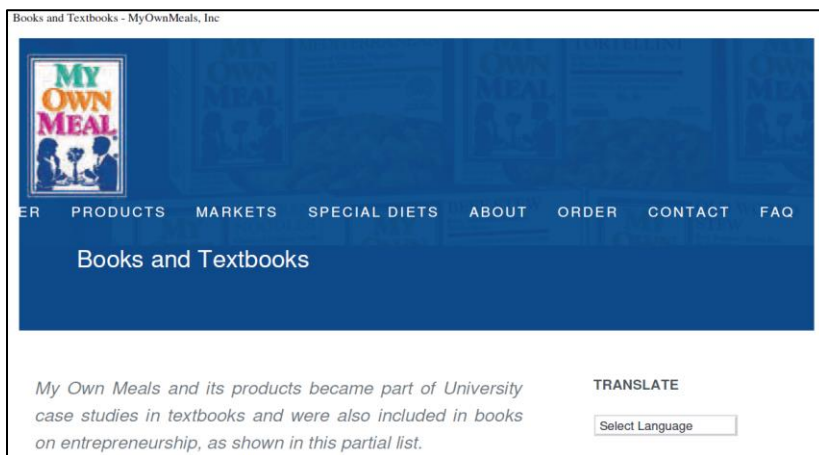 Books and Textbooks - MyOwnMeals, Inc
MY
OWN
MEAL
TORTELLINI
ER PRODUCTS MARKETS SPECIAL DIETS ABOUT ORDER CONTACT FAQ
Books and Textbooks
My Own Meals and its products became part of University
case studies in textbooks and were also included in books
on entrepreneurship, as shown in this partial list.
TRANSLATE
Select Language